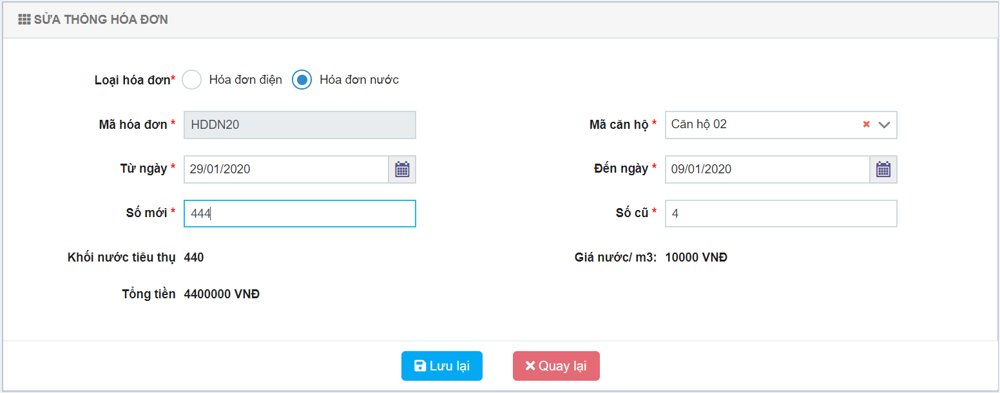 SỬA THÔNG HÓA ĐƠN
Loại hóa đơn* Hóa đơn điện Hóa đơn nước
Mã hóa đơn * HDDN20 Mã căn hộ * Căn hộ 02
Từ ngày * 29/01/2020 Đến ngày * 09/01/2020
Số mới * 444 Số cũ * 4
Khối nước tiêu thụ 440 Giá nước/ m3: 10000 VNĐ
Tổng tiền 4400000 VNĐ
Lưu lại Quay lại